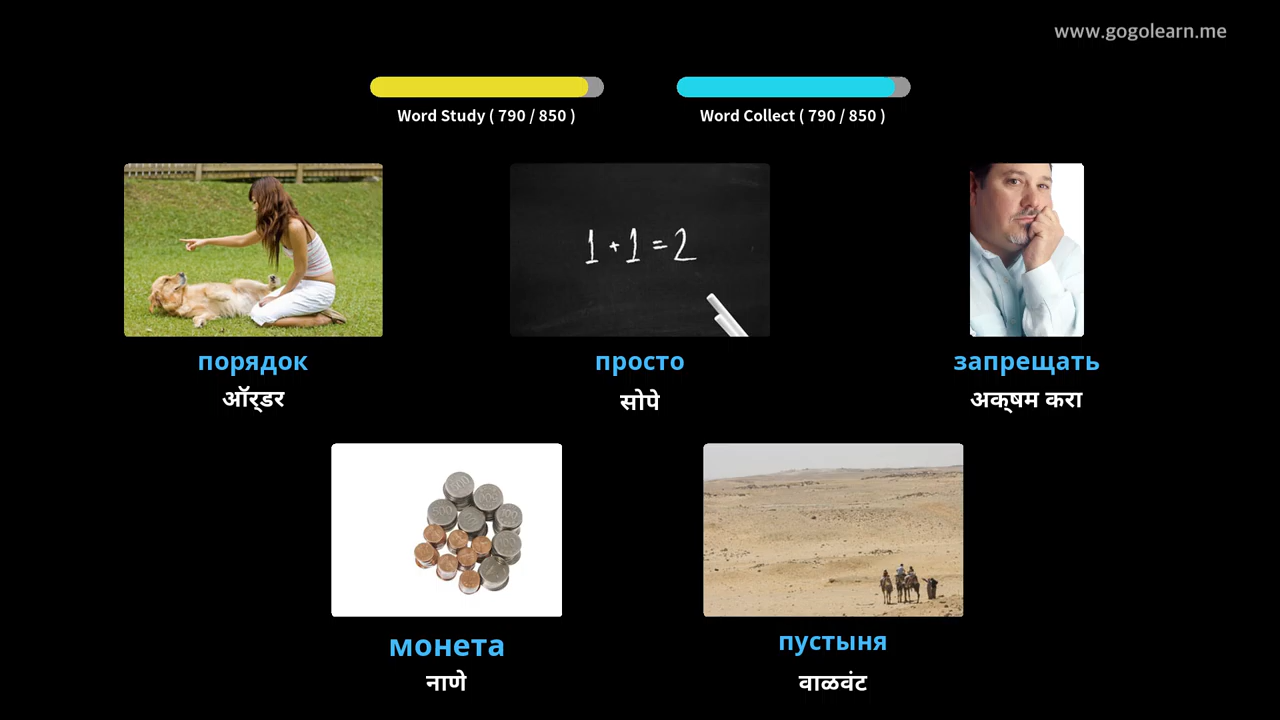 www.gogolearn.me
Word Study ( 790 / 850 )
Word Collect ( 790 / 850 )
1 + 1 = 2
порядок
ऑर्डर
просто
सोपे
запрещать
अक्षम करा
монета
नाणे
пустыня
वाळवंट